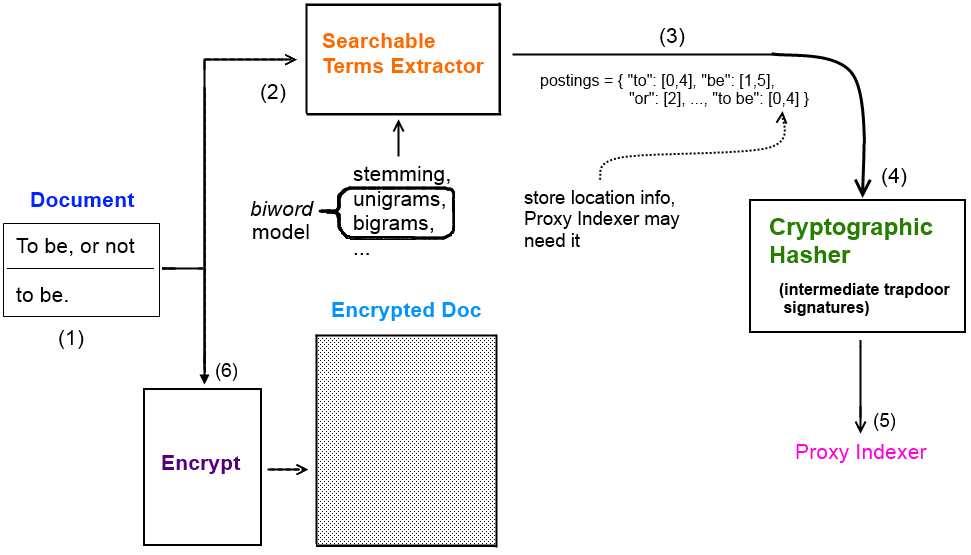 Searchable
Terms Extractor
(2)
(3)
postings = { "to": [0,4], "be": [1,5],
"or": [2], ..., "to be": [0,4] }
stemming,
unigrams,
bigrams,
...
biword
model
store location info,
Proxy Indexer may
need it
(4)
Document
To be, or not
to be.
(1)
Cryptographic
Hasher
(intermediate trapdoor
signatures)
Encrypted Doc
(6)
Encrypt
(5)
Proxy Indexer